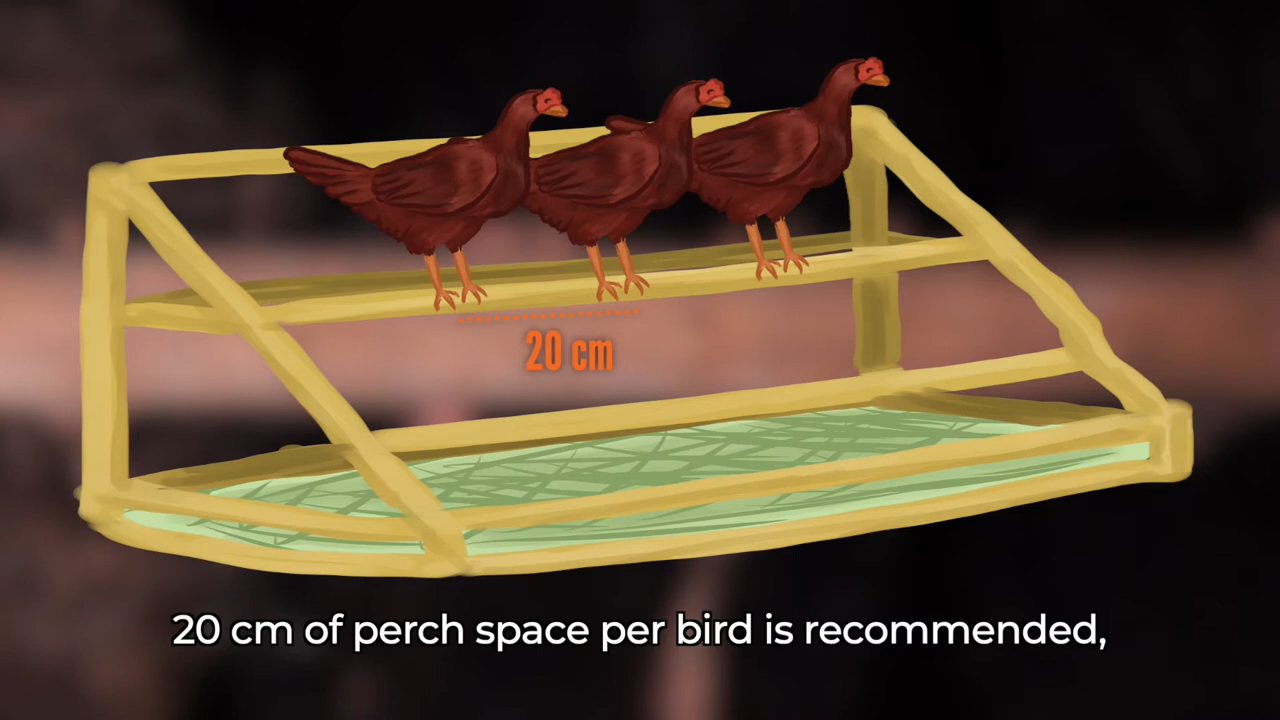 20 cm
20 cm of perch space per bird is recommended,